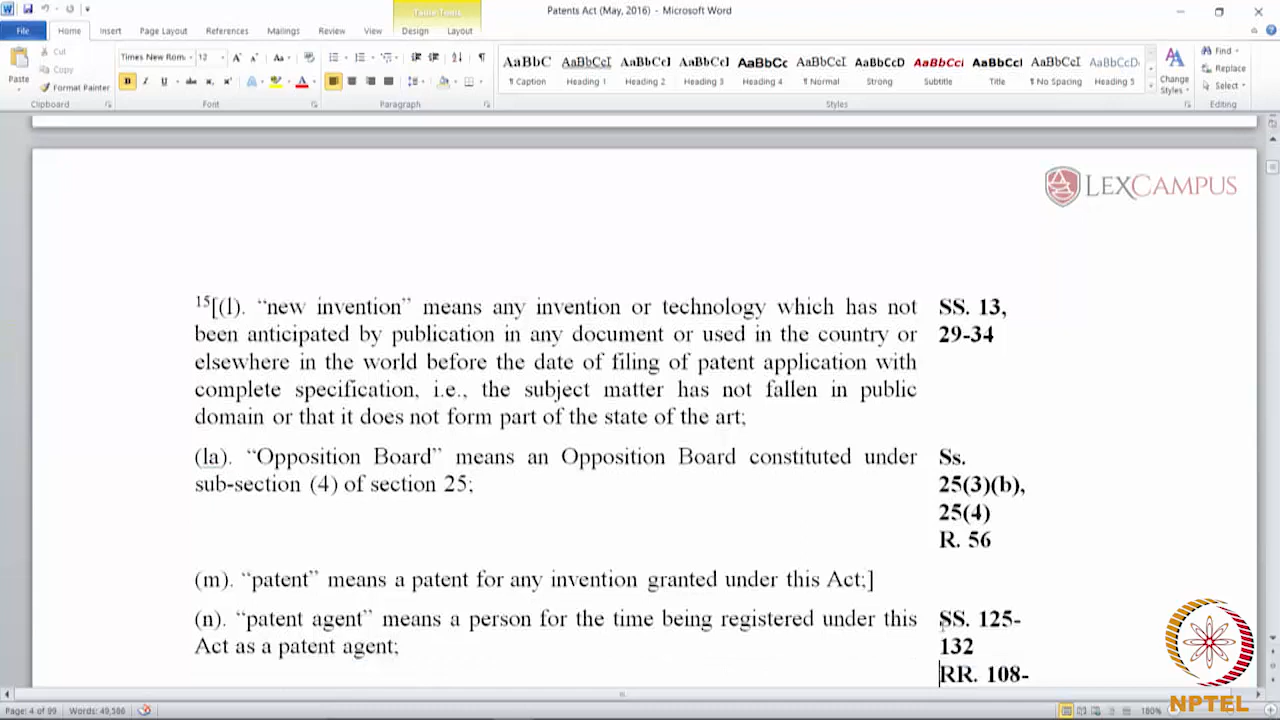 Table Tools
Patents Act (May, 2016) - Microsoft Word
File Home Insert Page Layout References Mailings Review View Design Layout
Paste Cut Copy Format Painter
Times New Rom 12
AaBbC AaBbCcI AaBbCcI AaBbCcI AaBbCc AaBbCcI AaBbCcD AaBbCci AaBbCcl AaBbCcI AaBbCcDi
Caption Heading 1 Heading 2 Heading 3 Heading 4 Normal Strong Subtitle Title No Spacing Heading 5
Change Styles
Find Replace Select
Clipboard Font Paragraph Styles Editing
LEXCAMPUS
15[(l). “new invention” means any invention or technology which has not SS. 13,
been anticipated by publication in any document or used in the country or 29-34
elsewhere in the world before the date of filing of patent application with
complete specification, i.e., the subject matter has not fallen in public
domain or that it does not form part of the state of the art;
(la). “Opposition Board” means an Opposition Board constituted under Ss.
sub-section (4) of section 25; 25(3)(b),
25(4)
R. 56
(m). “patent” means a patent for any invention granted under this Act;]
(n). “patent agent” means a person for the time being registered under this SS. 125-
Act as a patent agent; 132
RR. 108-
NPTEL
Page: 4 of 99 Words: 49,586 180%